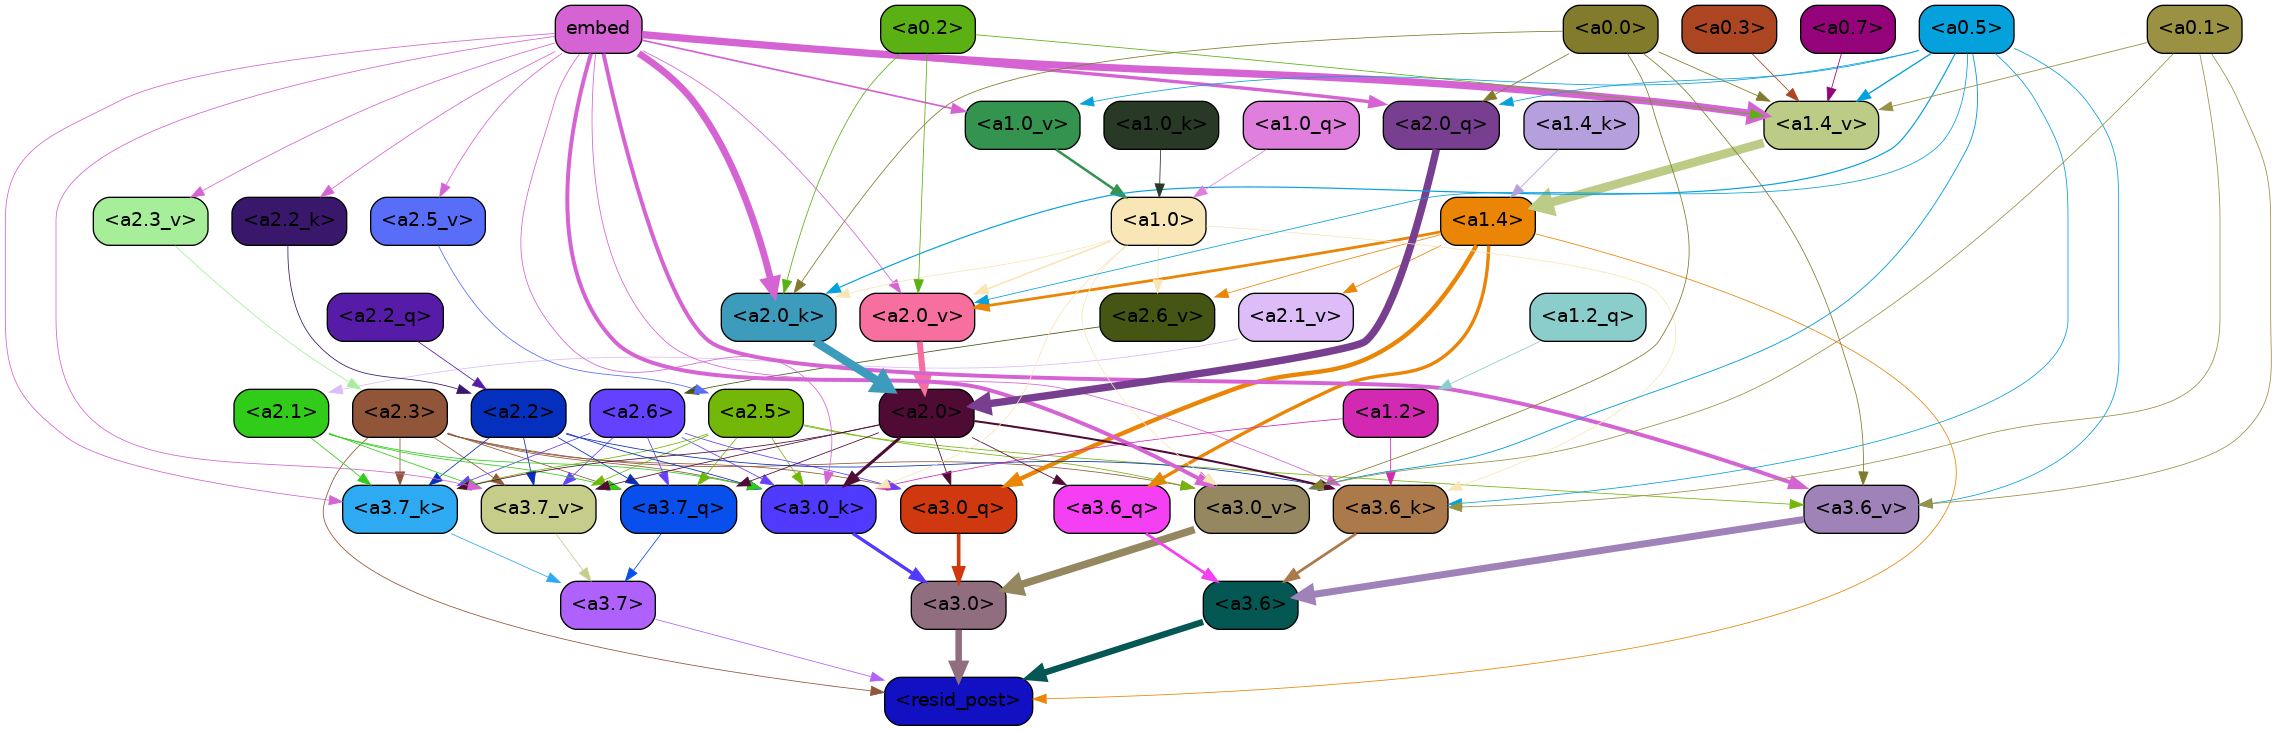 embed
<a0.2>
<a0.0>
<a0.3>
<a0.7>
<a0.5>
<a0.1>
<a1.0_v>
<a1.0_k>
<a1.0_q>
<a2.0_q>
<a1.4_k>
<a1.4_v>
<a2.3_v>
<a2.2_k>
<a2.5_v>
<a1.0>
<a1.4>
<a2.2_q>
<a2.0_k>
<a2.0_v>
<a2.6_v>
<a2.1_v>
<a1.2_q>
<a2.1>
<a2.3>
<a2.2>
<a2.6>
<a2.5>
<a2.0>
<a1.2>
<a3.7_k>
<a3.7_v>
<a3.7_q>
<a3.0_k>
<a3.0_q>
<a3.6_q>
<a3.0_v>
<a3.6_k>
<a3.6_v>
<a3.7>
<a3.0>
<a3.6>
<resid_post>